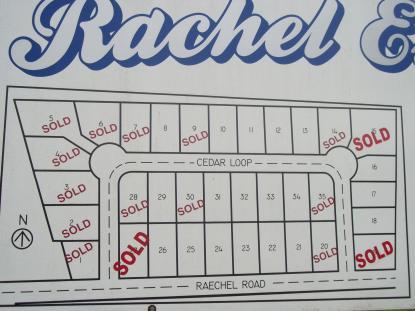 Rachel E
5 SOLD
6 SOLD
7 SOLD
8
9 SOLD
10
11
12
13
14 SOLD
15 SOLD
4 SOLD
CEDAR LOOP
16
3 SOLD
28 SOLD
29
30 SOLD
31
32
33
34
35 SOLD
17
2 SOLD
18
N
1 SOLD
SOLD
26
25
24
23
22
21
20 SOLD
SOLD
RAECHEL ROAD